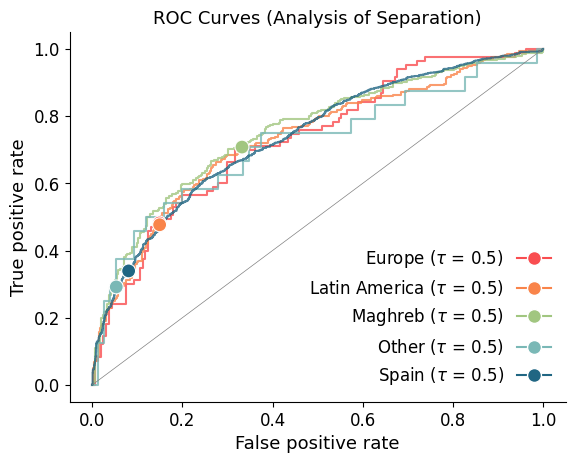 ROC Curves (Analysis of Separation)
True positive rate
1.0
0.8
0.6
0.4
0.2
0.0
Europe (τ = 0.5)
Latin America (τ = 0.5)
Maghreb (τ = 0.5)
Other (τ = 0.5)
Spain (τ = 0.5)
0.0 0.2 0.4 0.6 0.8 1.0
False positive rate